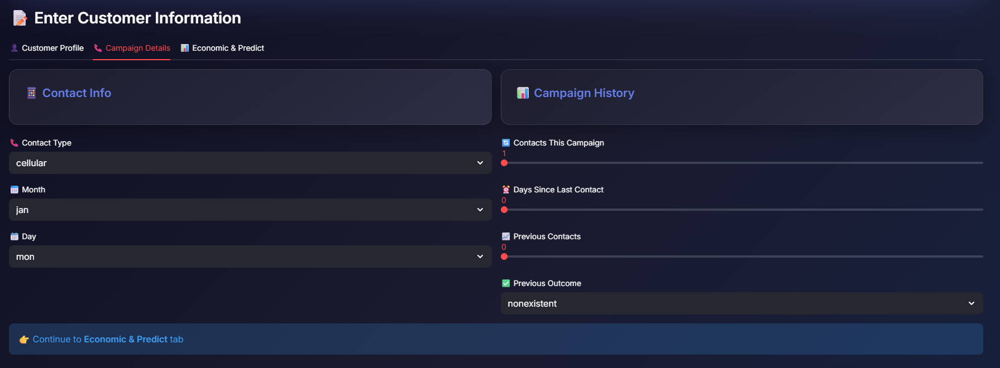 Enter Customer Information
Customer Profile Campaign Details Economic & Predict
Contact Info
Contact Type
cellular
Month
jan
Day
mon
Campaign History
Contacts This Campaign
1
Days Since Last Contact
0
Previous Contacts
0
Previous Outcome
nonexistent
Continue to Economic & Predict tab